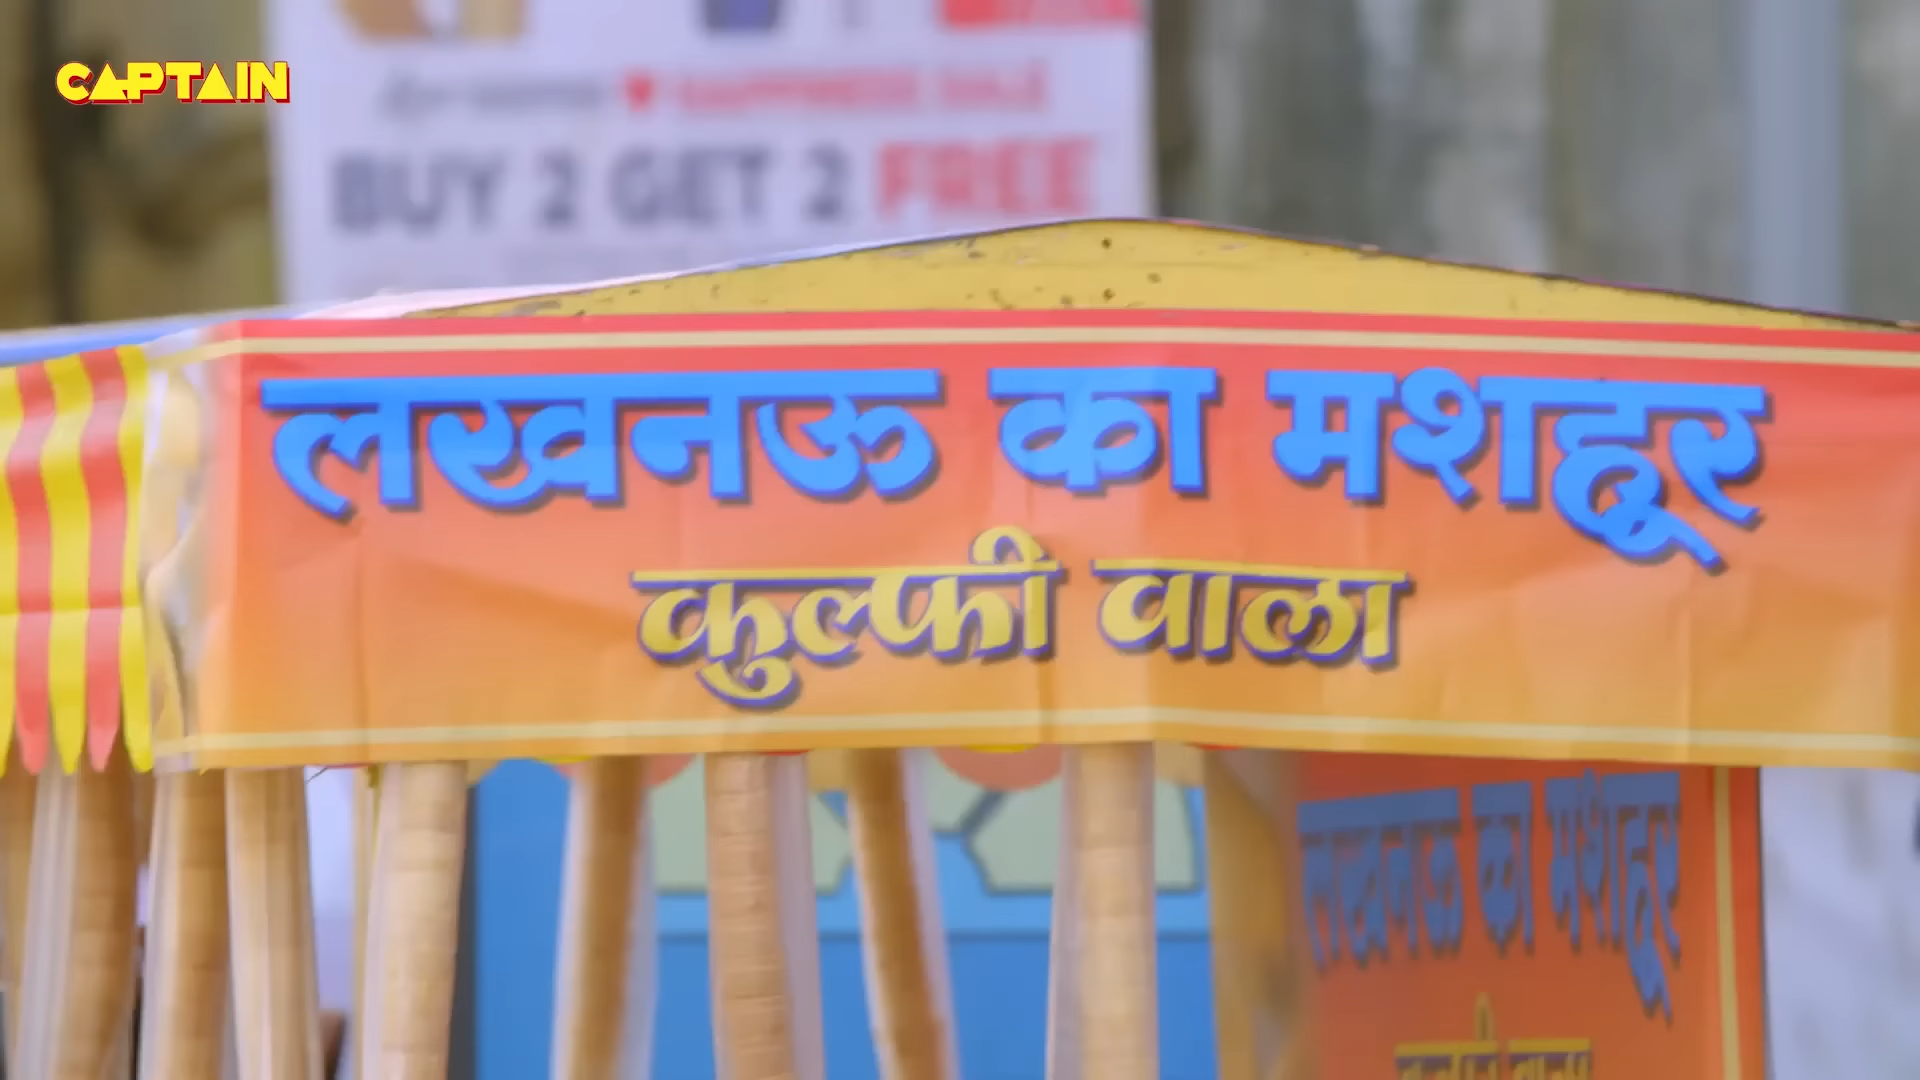 CAPTAIN
BUY 2 GET 2 FREE
लखनऊ का मशहूर
कुल्फी वाला
लखनऊ का मशहूर
कुल्फी वाला